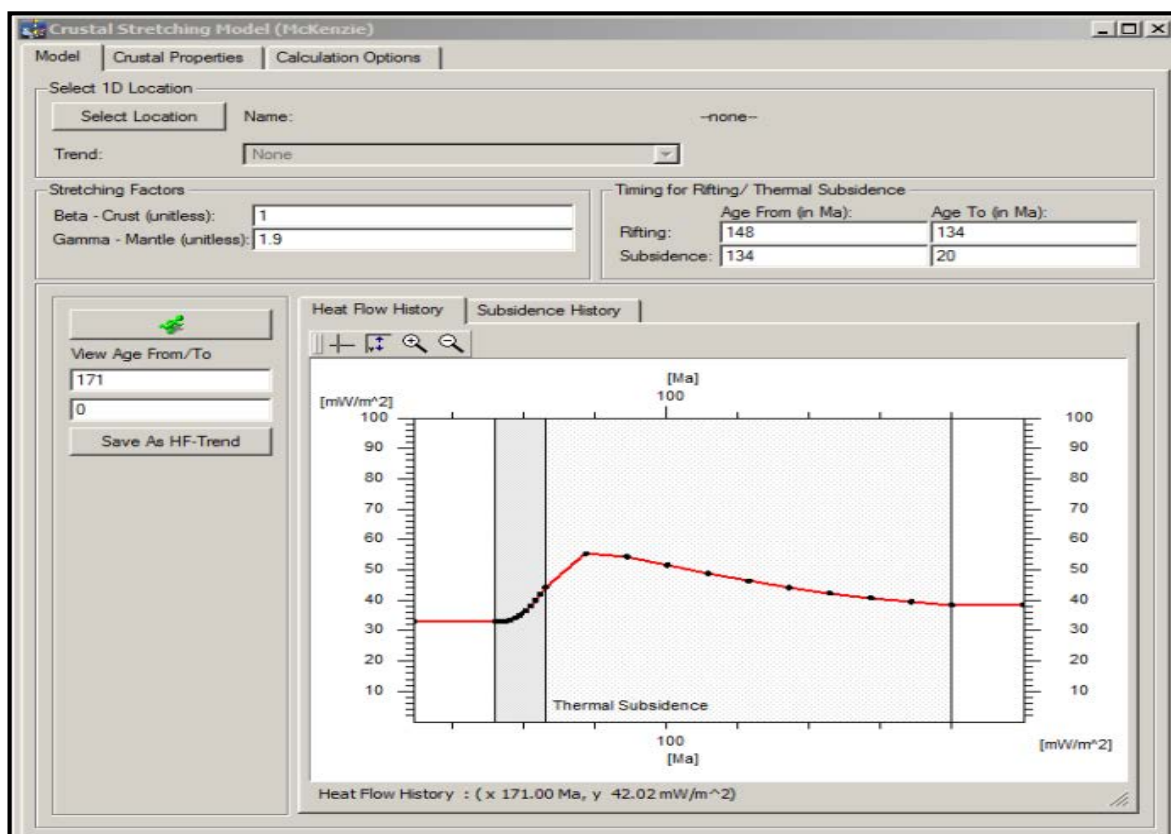 Crustal Stretching Model (McKenzie)
Model Crustal Properties Calculation Options
Select 1D Location
Select Location Name: --none--
Trend: None
Stretching Factors
Beta - Crust (unitless): 1
Gamma - Mantle (unitless): 1.9
Timing for Rifting/ Thermal Subsidence
Age From (in Ma): Age To (in Ma):
Rifting: 148 134
Subsidence: 134 20
View Age From/To
171
0
Save As HF-Trend
Heat Flow History Subsidence History
[Ma]
100
[mW/m^2]
100 100
90 90
80 80
70 70
60 60
50 50
40 40
30 30
20 20
10 10
Thermal Subsidence
100
[Ma]
[mW/m^2]
Heat Flow History : ( x 171.00 Ma, y 42.02 mW/m^2)